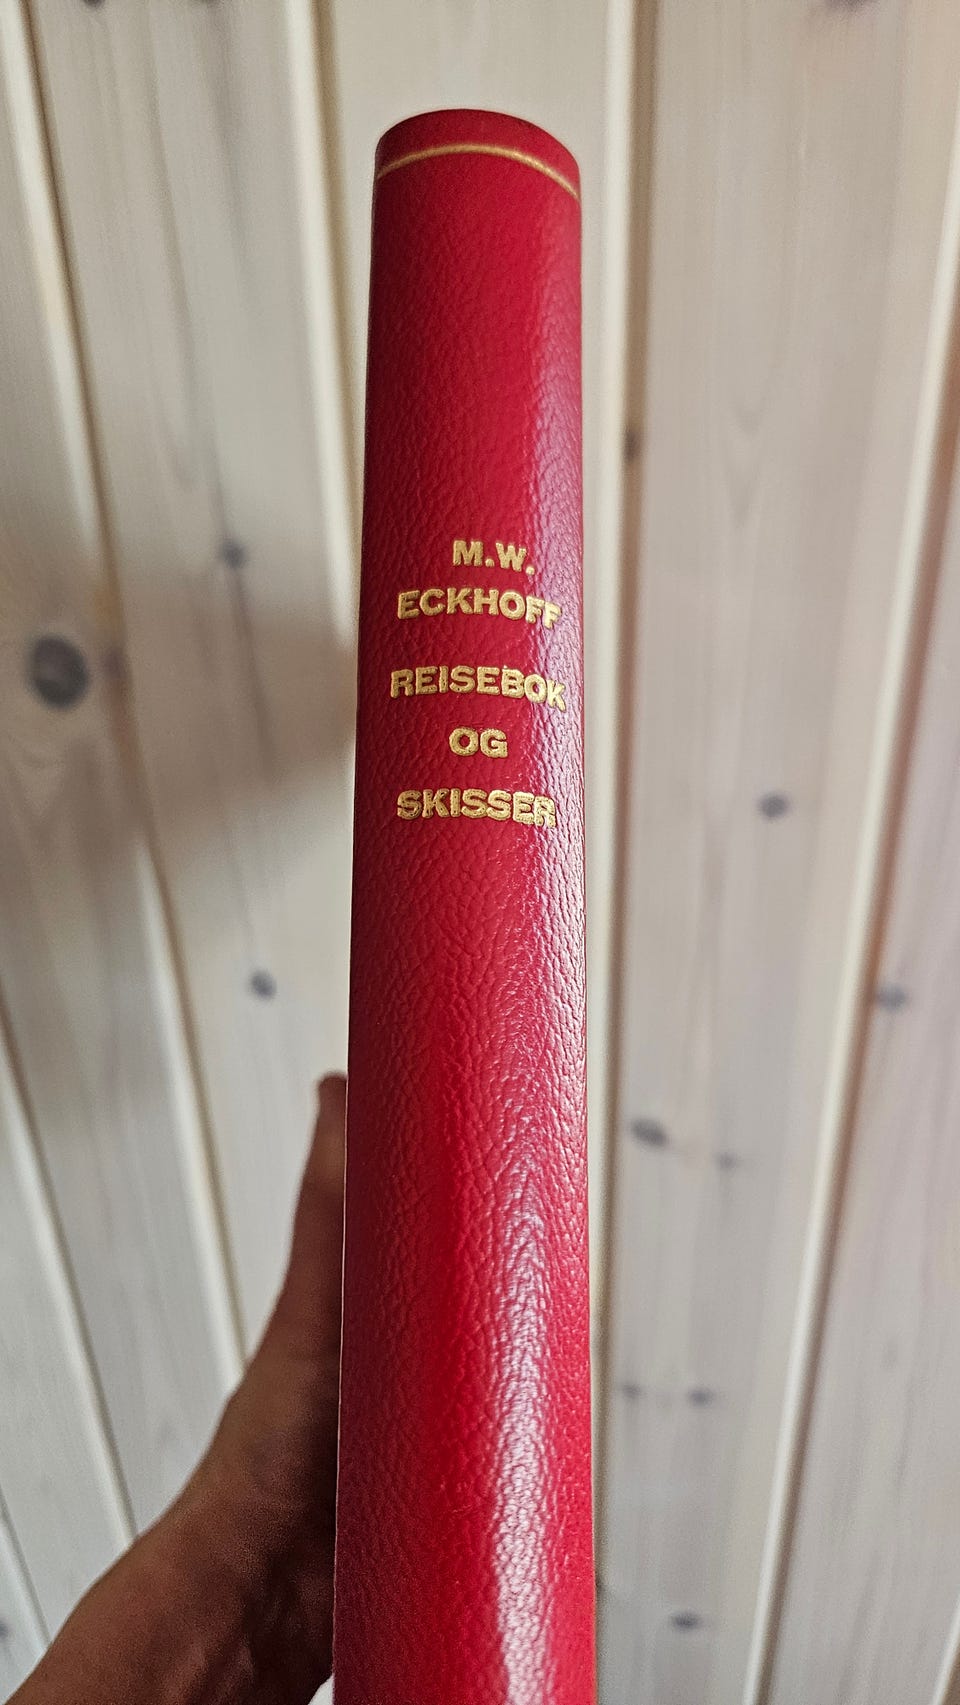 M.W.
ECKHOFF
REISEBOK
OG
SKISSER